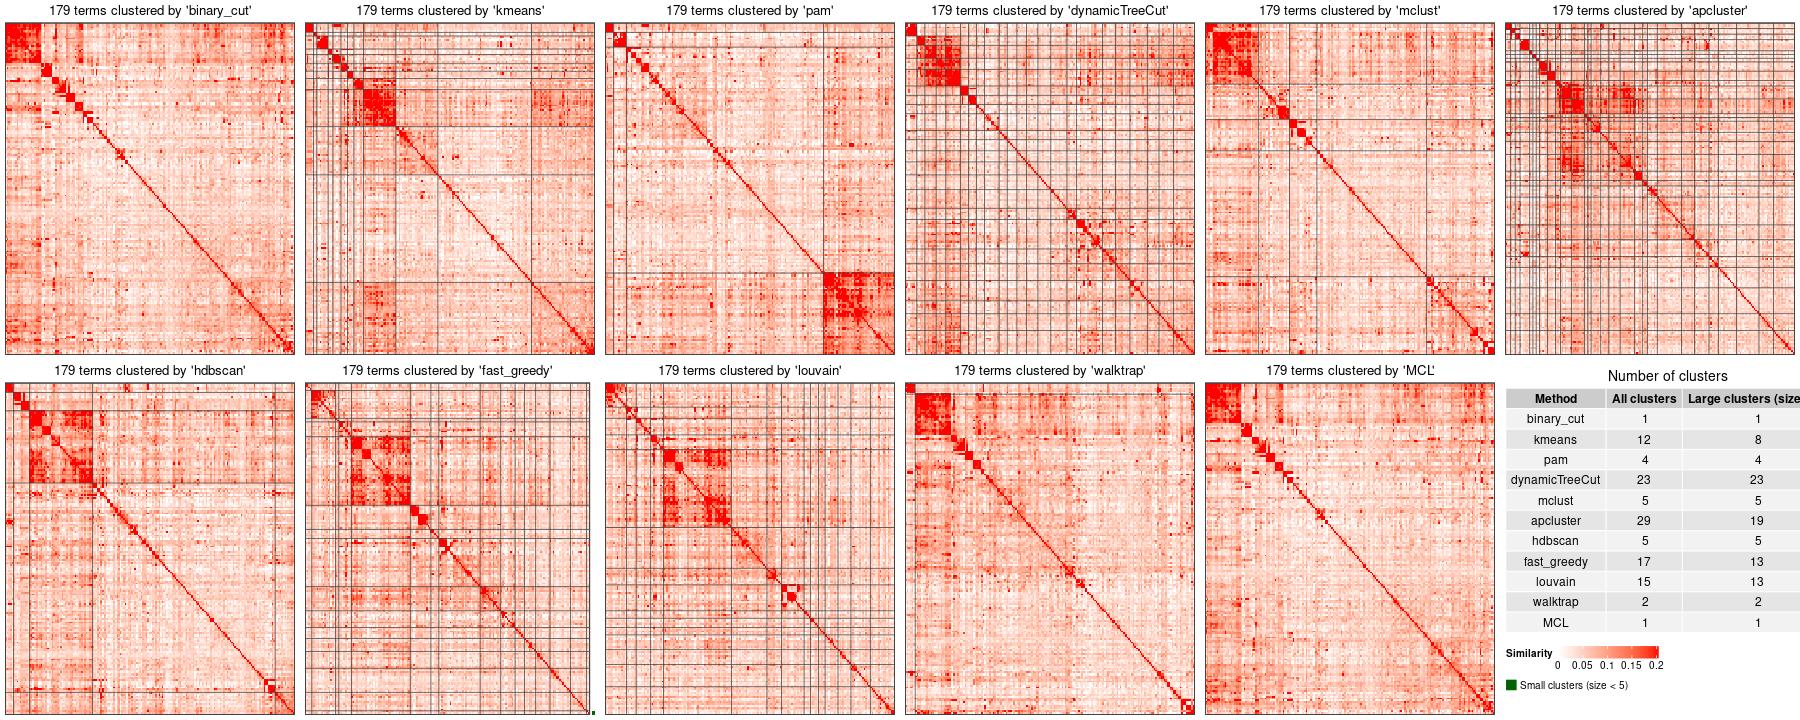 179 terms clustered by 'binary_cut'
179 terms clustered by 'kmeans'
179 terms clustered by 'pam'
179 terms clustered by 'dynamicTreeCut'
179 terms clustered by 'mclust'
179 terms clustered by 'apcluster'
179 terms clustered by 'hdbscan'
179 terms clustered by 'fast_greedy'
179 terms clustered by 'louvain'
179 terms clustered by 'walktrap'
179 terms clustered by 'MCL'
Number of clusters
Method All clusters Large clusters (size
binary_cut 1 1
kmeans 12 8
pam 4 4
dynamicTreeCut 23 23
mclust 5 5
apcluster 29 19
hdbscan 5 5
fast_greedy 17 13
louvain 15 13
walktrap 2 2
MCL 1 1
Similarity
0 0.05 0.1 0.15 0.2
Small clusters (size < 5)